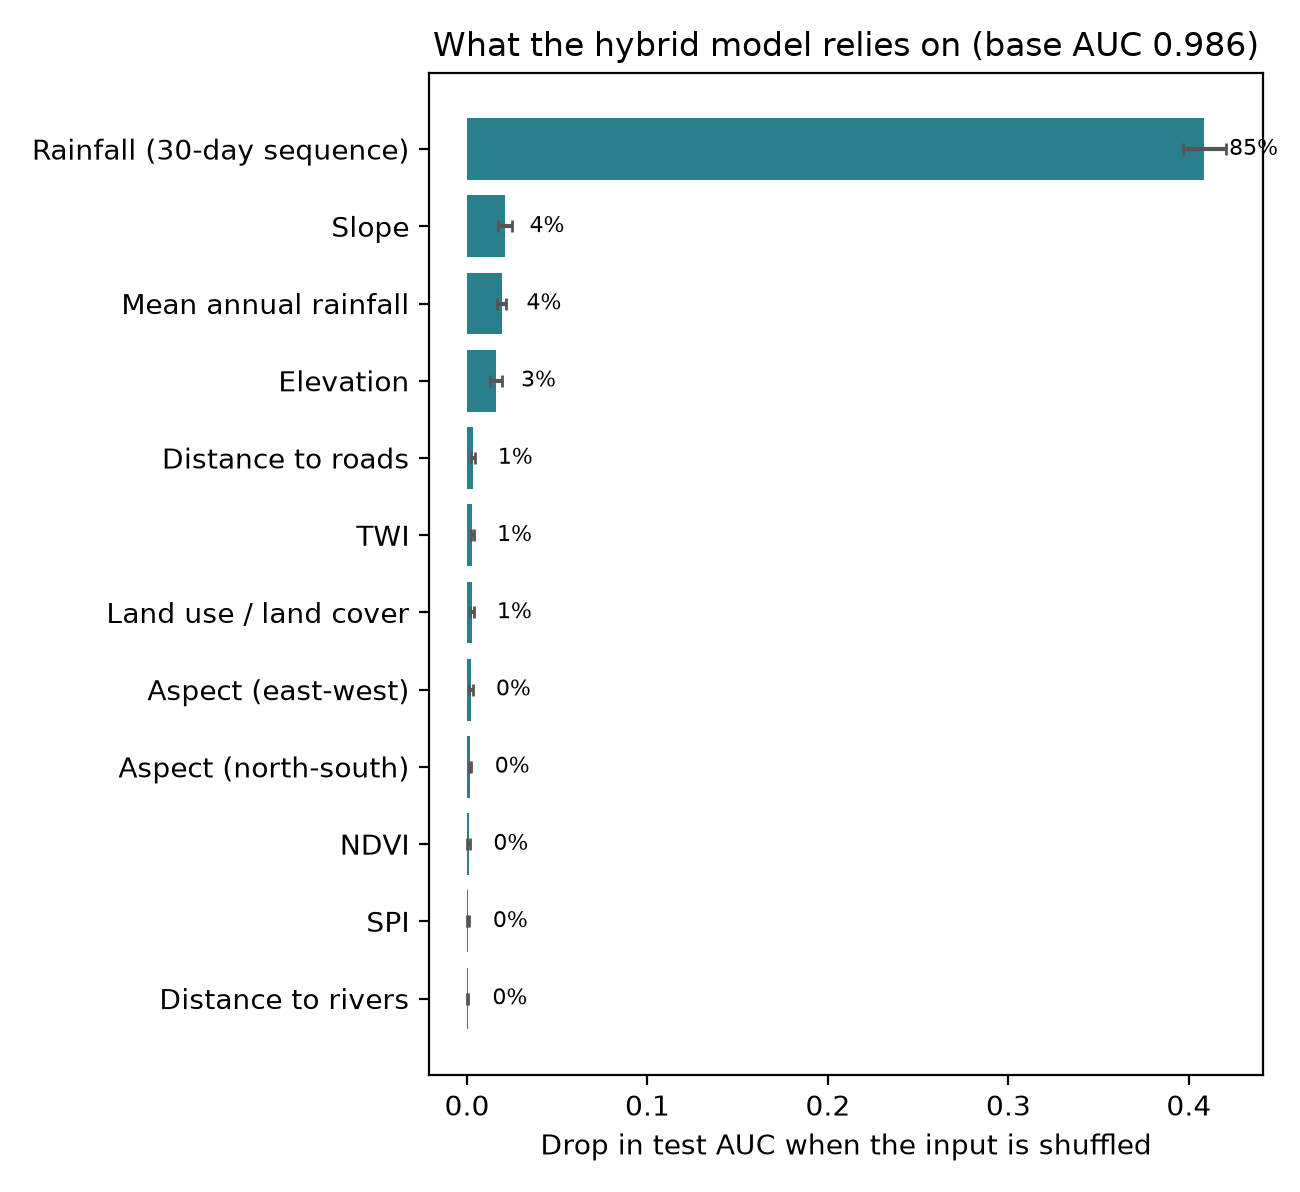 What the hybrid model relies on (base AUC 0.986)
Rainfall (30-day sequence) 85%
Slope 4%
Mean annual rainfall 4%
Elevation 3%
Distance to roads 1%
TWI 1%
Land use / land cover 1%
Aspect (east-west) 0%
Aspect (north-south) 0%
NDVI 0%
SPI 0%
Distance to rivers 0%
0.0 0.1 0.2 0.3 0.4
Drop in test AUC when the input is shuffled